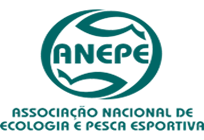 ANEPE
ASSOCIAÇÃO NACIONAL DE
ECOLOGIA E PESCA ESPORTIVA